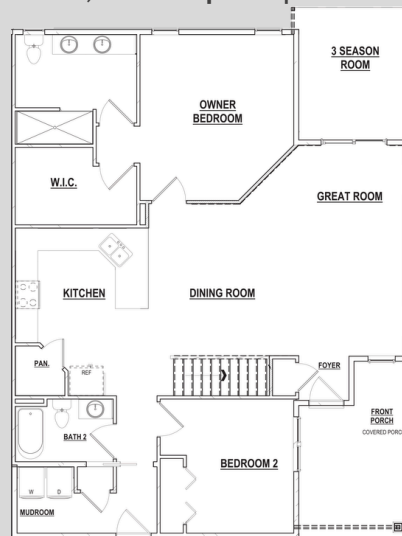 3 SEASON
ROOM
OWNER
BEDROOM
W.I.C.
GREAT ROOM
KITCHEN
DINING ROOM
PAN.
REF
FOYER
FRONT
PORCH
COVERED PORC
BATH 2
BEDROOM 2
W
D
MUDROOM